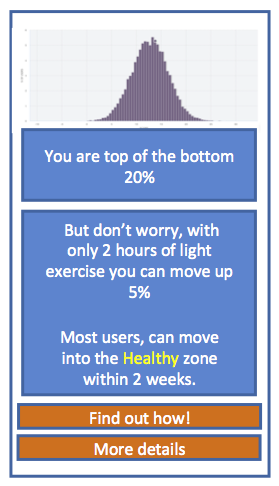 You are top of the bottom
20%
But don’t worry, with
only 2 hours of light
exercise you can move up
5%
Most users, can move
into the Healthy zone
within 2 weeks.
Find out how!
More details